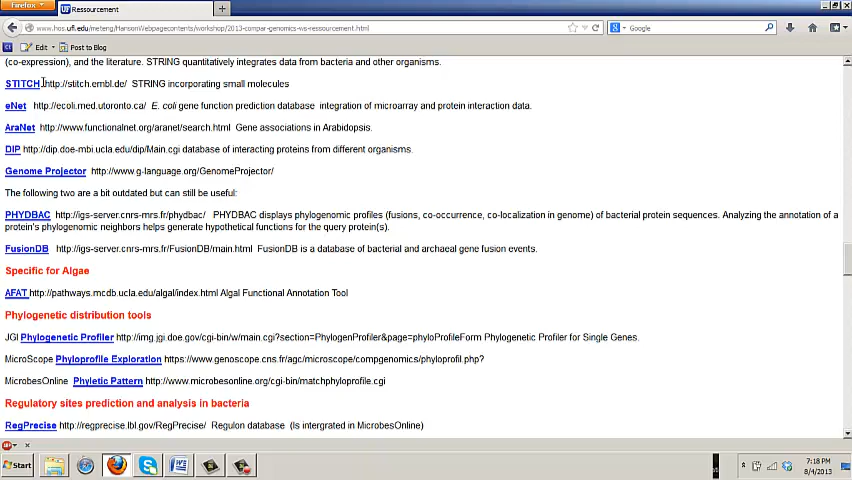 Firefox
Ressourcement
www.hos.ufl.edu/meteng/HansonWebpagecontents/workshop/2013-compar-genomics-ws-ressourcement.html
Google
Edit
Post to Blog
(co-expression), and the literature. STRING quantitatively integrates data from bacteria and other organisms.
STITCH http://stitch.embl.de/ STRING incorporating small molecules
eNet http://ecoli.med.utoronto.ca/ E. coli gene function prediction database integration of microarray and protein interaction data.
AraNet http://www.functionalnet.org/aranet/search.html Gene associations in Arabidopsis.
DIP http://dip.doe-mbi.ucla.edu/dip/Main.cgi database of interacting proteins from different organisms.
Genome Projector http://www.g-language.org/GenomeProjector/
The following two are a bit outdated but can still be useful:
PHYDBAC http://igs-server.cnrs-mrs.fr/phydbac/ PHYDBAC displays phylogenomic profiles (fusions, co-occurrence, co-localization in genome) of bacterial protein sequences. Analyzing the annotation of a
protein's phylogenomic neighbors helps generate hypothetical functions for the query protein(s).
FusionDB http://igs-server.cnrs-mrs.fr/FusionDB/main.html FusionDB is a database of bacterial and archaeal gene fusion events.
Specific for Algae
AFAT http://pathways.mcdb.ucla.edu/algal/index.html Algal Functional Annotation Tool
Phylogenetic distribution tools
JGI Phylogenetic Profiler http://img.jgi.doe.gov/cgi-bin/w/main.cgi?section=PhylogenProfiler&page=phyloProfileForm Phylogenetic Profiler for Single Genes.
MicroScope Phyloprofile Exploration https://www.genoscope.cns.fr/agc/microscope/compgenomics/phyloprofil.php?
MicrobesOnline Phyletic Pattern http://www.microbesonline.org/cgi-bin/matchphyloprofile.cgi
Regulatory sites prediction and analysis in bacteria
RegPrecise http://regprecise.lbl.gov/RegPrecise/ Regulon database (Is intergrated in MicrobesOnline)
Start
7:18 PM
8/4/2013